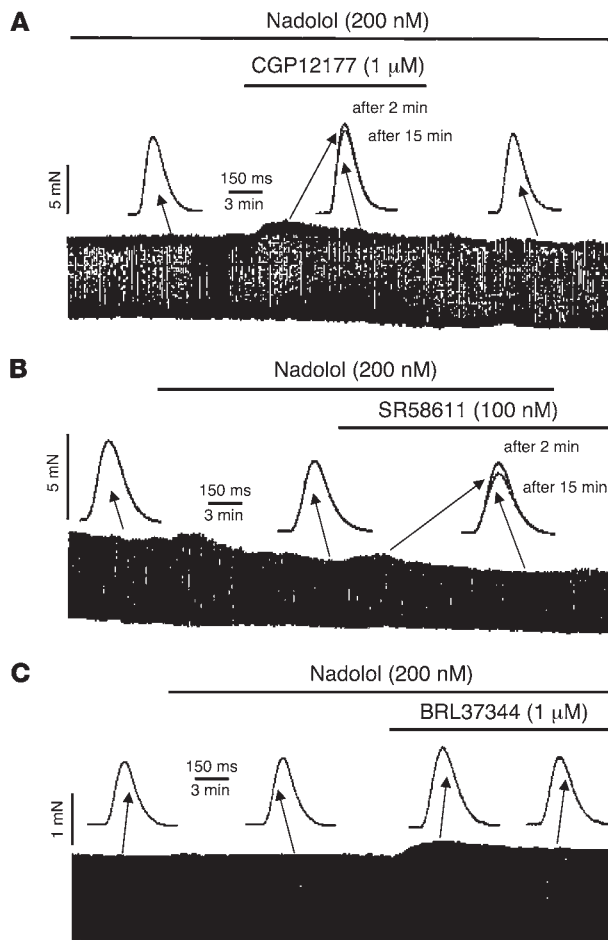 A
Nadolol (200 nM)
CGP12177 (1 μM)
after 2 min
after 15 min
150 ms
3 min
5 mN
B
Nadolol (200 nM)
SR58611 (100 nM)
after 2 min
after 15 min
150 ms
3 min
5 mN
C
Nadolol (200 nM)
BRL37344 (1 μM)
150 ms
3 min
1 mN